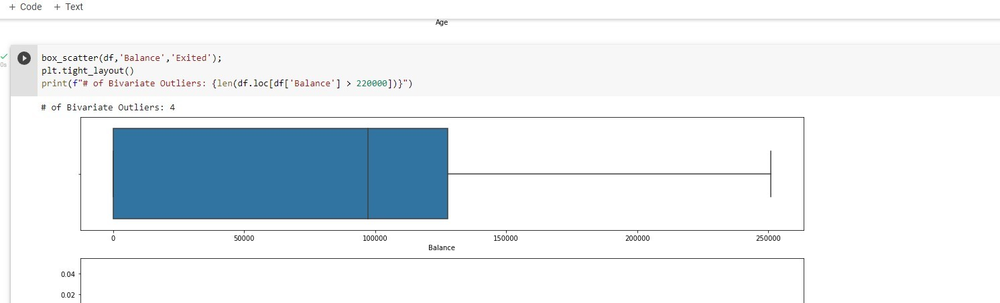 + Code + Text
Age
0s
box_scatter(df,'Balance','Exited');
plt.tight_layout()
print(f"# of Bivariate Outliers: {len(df.loc[df['Balance'] > 220000])}")
# of Bivariate Outliers: 4
0 50000 100000 150000 200000 250000
Balance
0.04
0.02